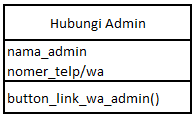 Hubungi Admin
nama_admin
nomer_telp/wa
button_link_wa_admin()